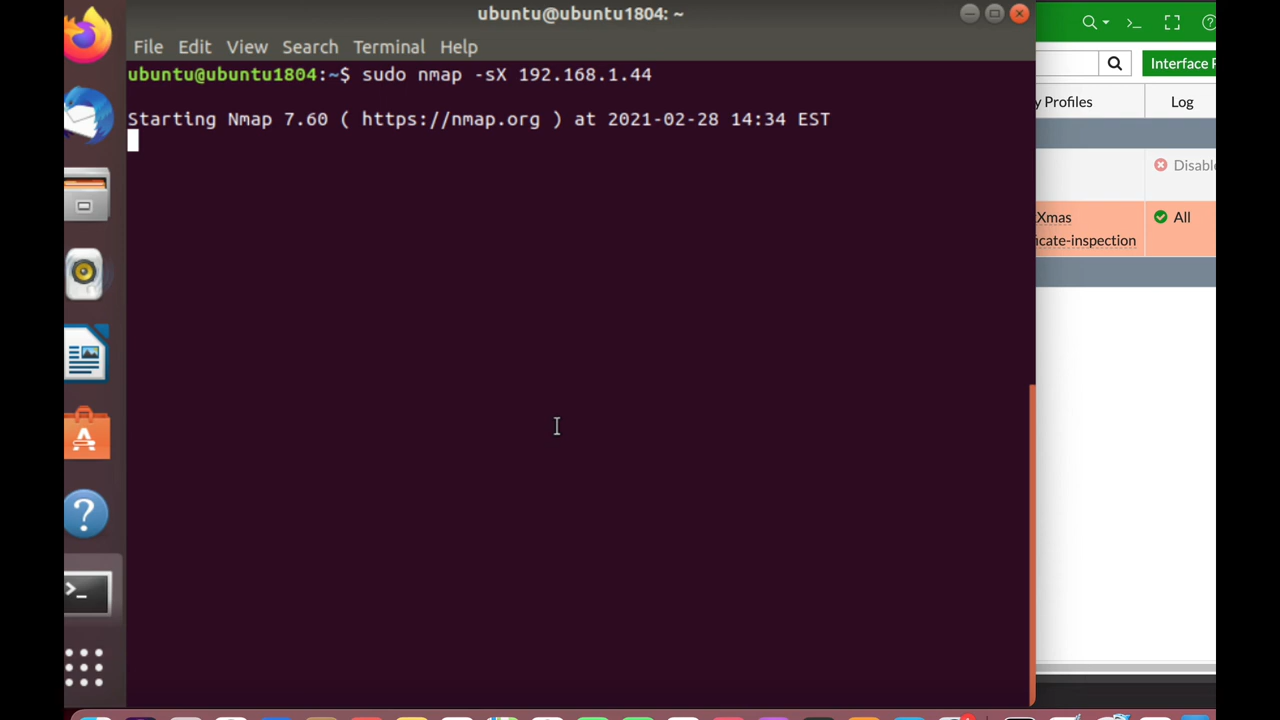 ubuntu@ubuntu1804: ~
File Edit View Search Terminal Help
ubuntu@ubuntu1804:~$ sudo nmap -sX 192.168.1.44
Starting Nmap 7.60 ( https://nmap.org ) at 2021-02-28 14:34 EST
Interface P
y Profiles Log
Disable
Xmas All
icate-inspection